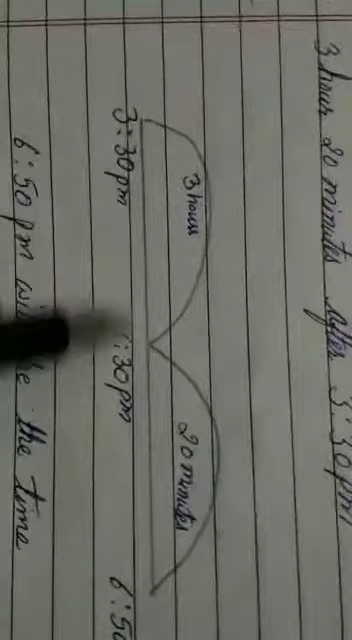 3 hour 20 minutes after 3:30pm
3 hours 20 minutes
3:30pm :30pm 6:50
6:50 pm the time